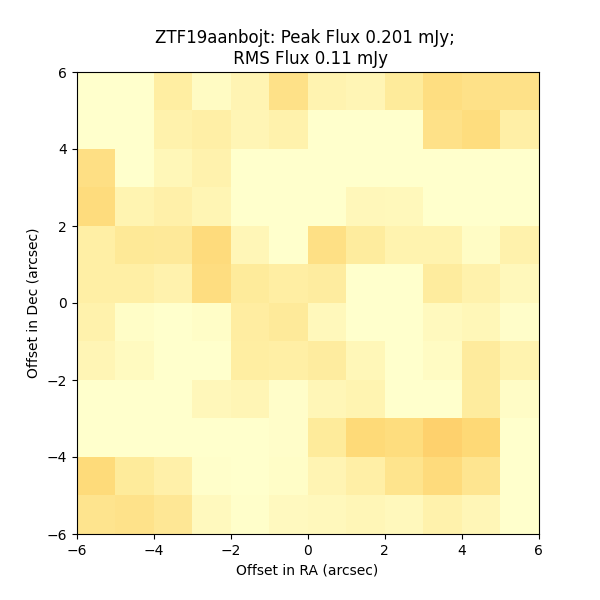 ZTF19aanbojt: Peak Flux 0.201 mJy;
RMS Flux 0.11 mJy
6
4
2
0
−2
−4
−6
Offset in Dec (arcsec)
−6 −4 −2 0 2 4 6
Offset in RA (arcsec)